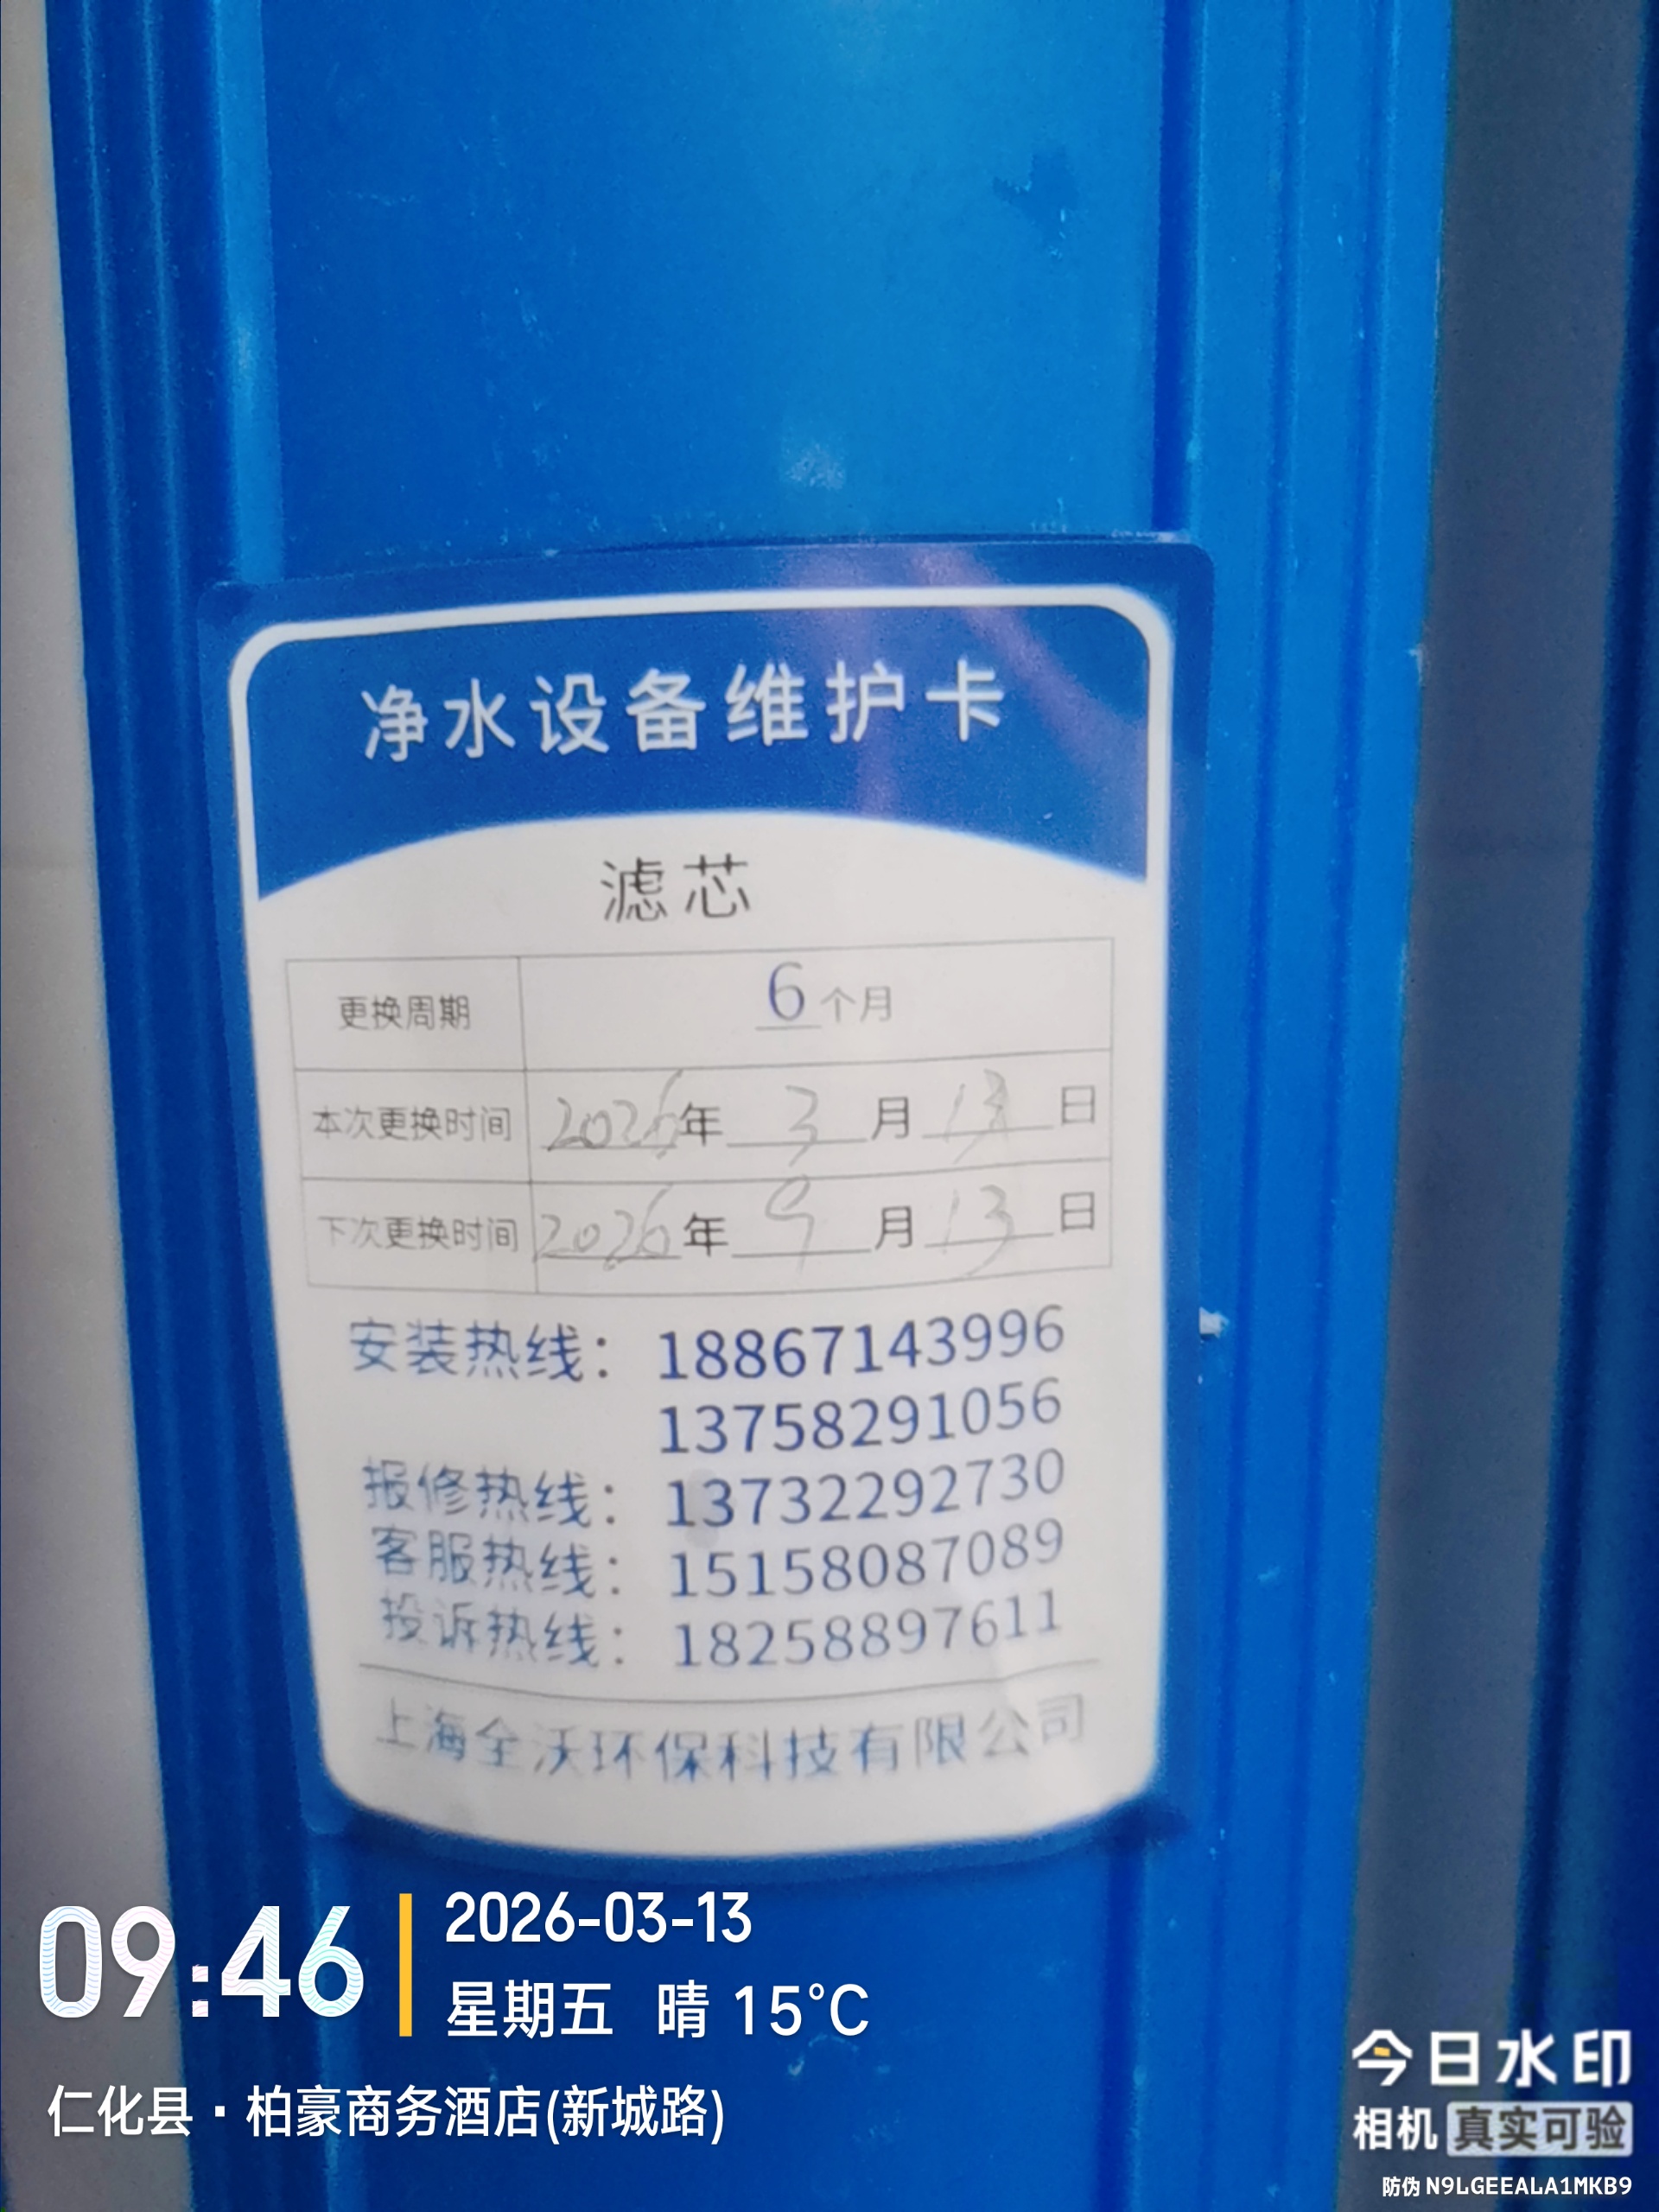 净水设备维护卡
滤芯
更换周期 6个月
本次更换时间 2026年3月13日
下次更换时间 2026年9月13日
安装热线：18867143996
13758291056
报修热线：13732292730
客服热线：15158087089
投诉热线：18258897611
上海全沃环保科技有限公司
09:46
2026-03-13
星期五 晴 15°C
仁化县·柏豪商务酒店(新城路)
今日水印
相机 真实可验
防伪 N9LGEEALA1MKB9